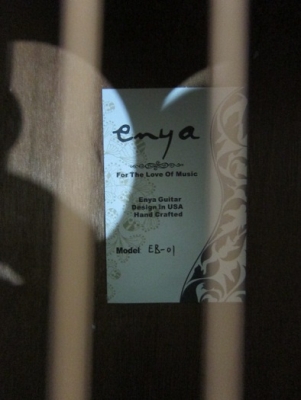 enya
For The Love Of Music
Enya Guitar
Design In USA
Hand Crafted
Model EB-01